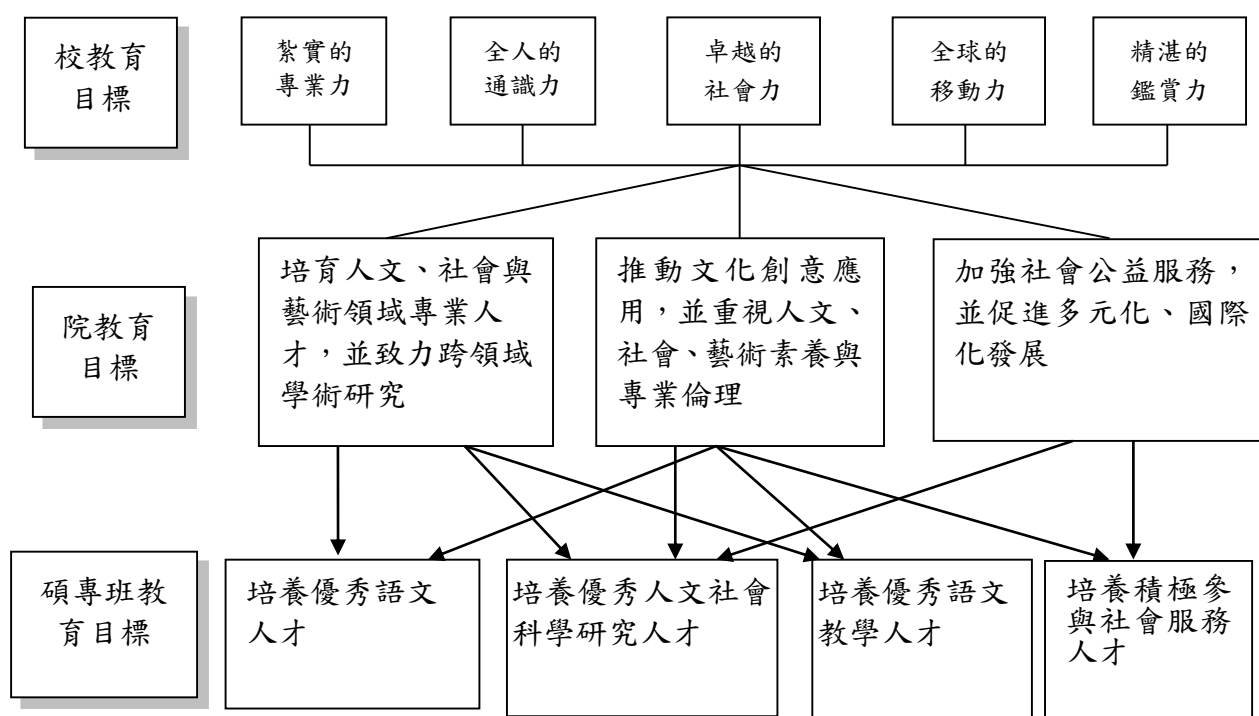 校教育
目標
紮實的
專業力
全人的
通識力
卓越的
社會力
全球的
移動力
精湛的
鑑賞力
院教育
目標
培育人文、社會與
藝術領域專業人
才，並致力跨領域
學術研究
推動文化創意應
用，並重視人文、
社會、藝術素養與
專業倫理
加強社會公益服務，
並促進多元化、國際
化發展
碩專班教
育目標
培養優秀語文
人才
培養優秀人文社會
科學研究人才
培養優秀語文
教學人才
培養積極參
與社會服務
人才